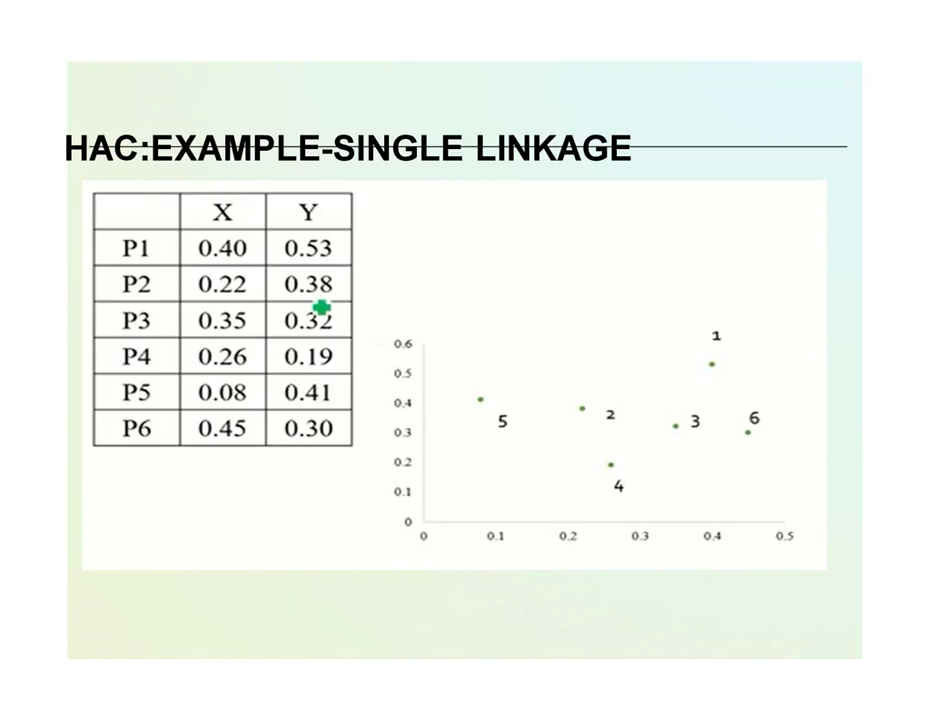 HAC:EXAMPLE-SINGLE LINKAGE
X Y
P1 0.40 0.53
P2 0.22 0.38
P3 0.35 0.32
P4 0.26 0.19
P5 0.08 0.41
P6 0.45 0.30
1
0.6
0.5
0.4
5
2
3
6
0.3
0.2
4
0.1
0
0 0.1 0.2 0.3 0.4 0.5